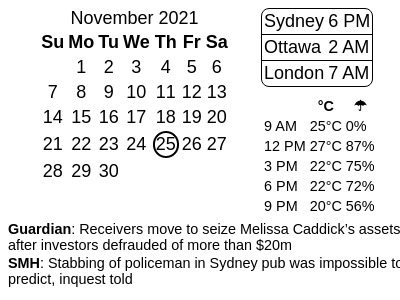 November 2021
Su Mo Tu We Th Fr Sa
1 2 3 4 5 6
7 8 9 10 11 12 13
14 15 16 17 18 19 20
21 22 23 24 25 26 27
28 29 30
Sydney 6 PM
Ottawa 2 AM
London 7 AM
°C ☂
9 AM 25°C 0%
12 PM 27°C 87%
3 PM 22°C 75%
6 PM 22°C 72%
9 PM 20°C 56%
Guardian: Receivers move to seize Melissa Caddick’s assets
after investors defrauded of more than $20m
SMH: Stabbing of policeman in Sydney pub was impossible to
predict, inquest told